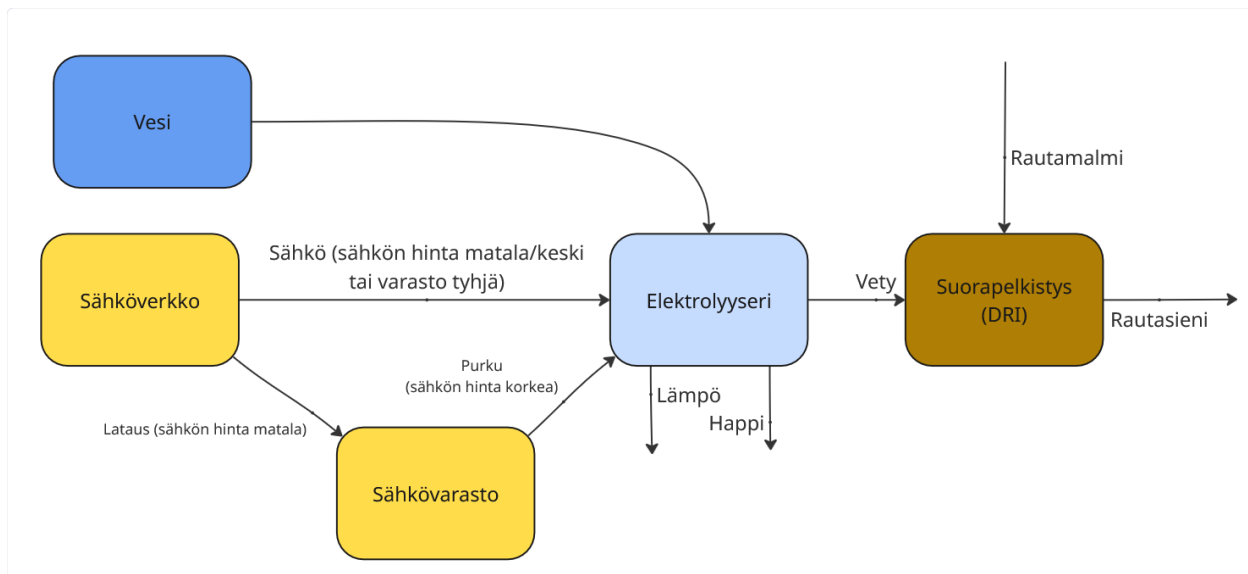 Vesi
Rautamalmi
Sähkö (sähkön hinta matala/keski
tai varasto tyhjä)
Sähköverkko
Elektrolyyseri
Vety
Suorapelkistys
(DRI)
Rautasieni
Purku
(sähkön hinta korkea)
Lämpö
Happi
Lataus (sähkön hinta matala)
Sähkövarasto